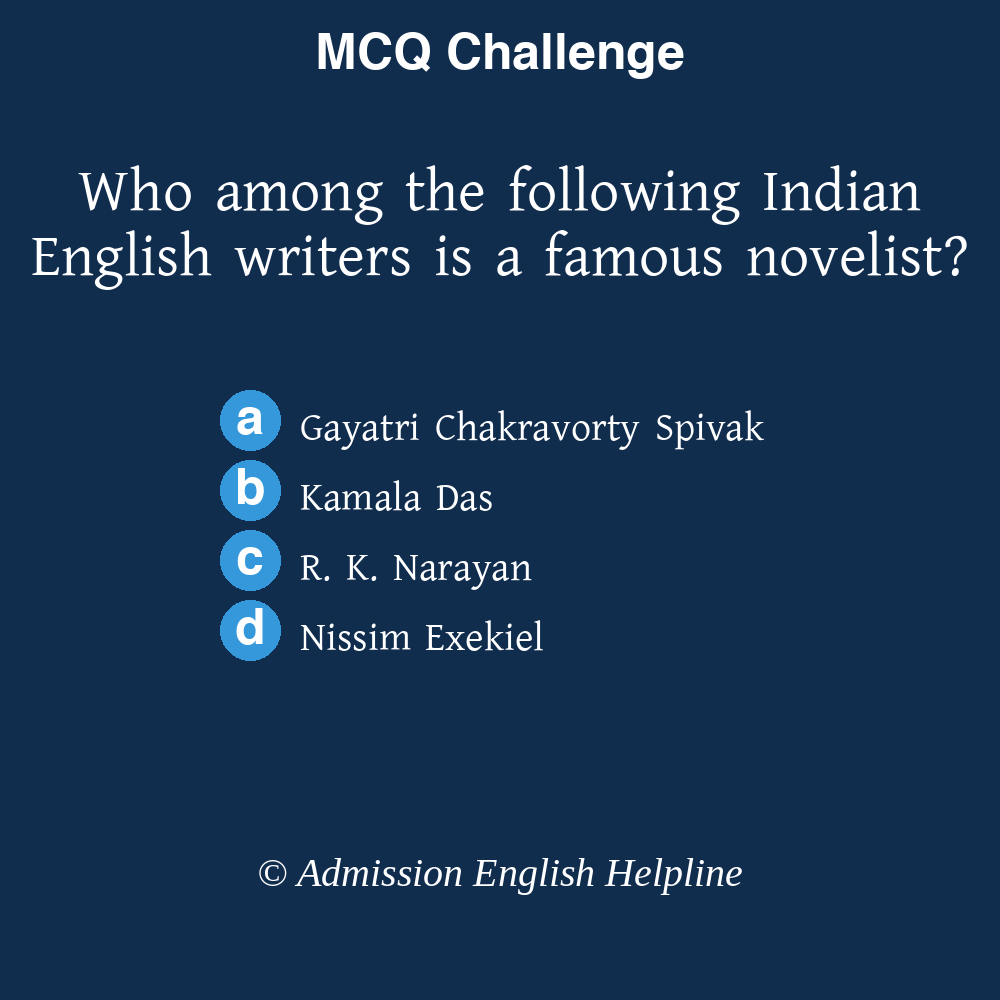 MCQ Challenge
Who among the following Indian
English writers is a famous novelist?
a Gayatri Chakravorty Spivak
b Kamala Das
c R. K. Narayan
d Nissim Exekiel
© Admission English Helpline